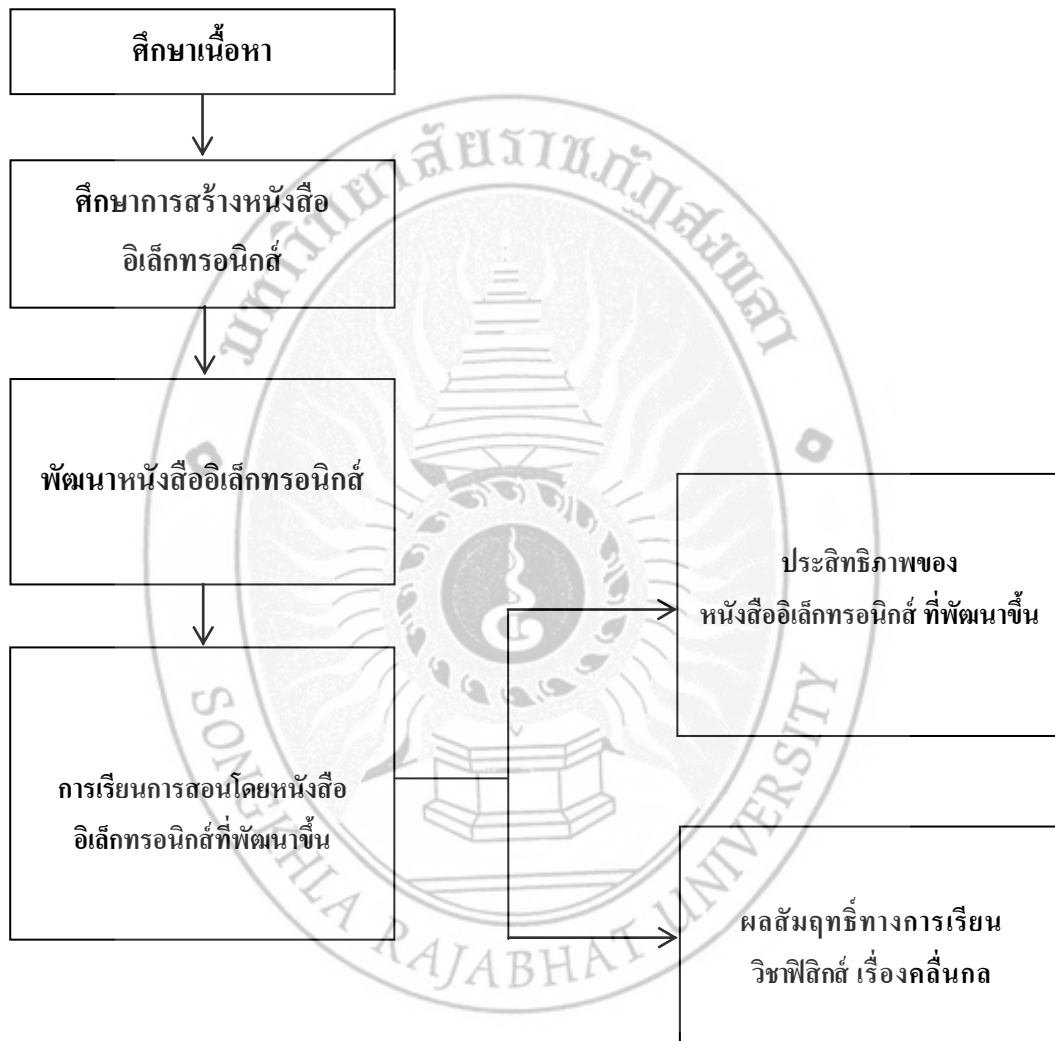 ศึกษาเนื้อหา
ศึกษาการสร้างหนังสือ
อิเล็กทรอนิกส์
พัฒนาหนังสืออิเล็กทรอนิกส์
การเรียนการสอนโดยหนังสือ
อิเล็กทรอนิกส์ที่พัฒนาขึ้น
ประสิทธิภาพของ
หนังสืออิเล็กทรอนิกส์ ที่พัฒนาขึ้น
ผลสัมฤทธิ์ทางการเรียน
วิชาฟิสิกส์ เรื่องคลื่นกล
มหาวิทยาลัยราชภัฏสงขลา
SONGKHLA RAJABHAT UNIVERSITY